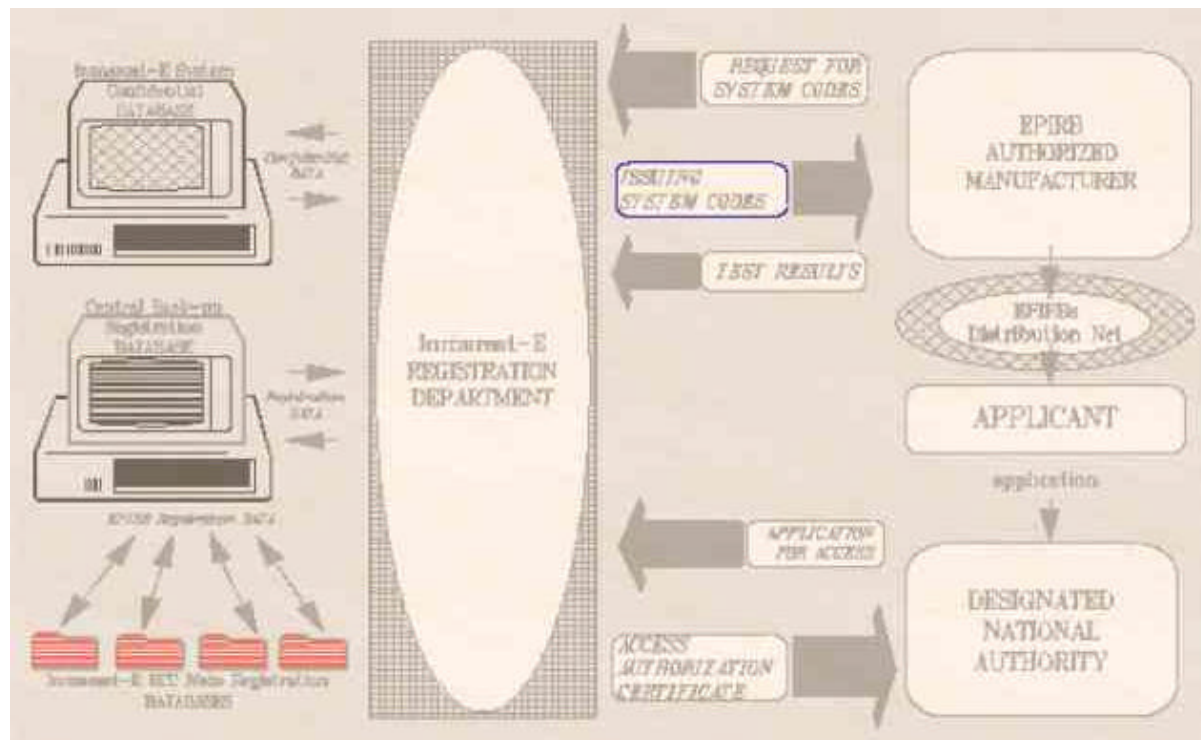 System
Confidential
DATABASE
Confidential
DATA
Central Back-up
Registration
DATABASE
Registration
DATA
EPIRB Registration DATA
Inmarsat-E RCC Main Registration
DATABASES
Inmarsat-E
REGISTRATION
DEPARTMENT
REQUEST FOR
SYSTEM CODES
ISSUING
SYSTEM CODES
TEST RESULTS
APPLICATION
FOR ACCESS
ACCESS
AUTHORIZATION
CERTIFICATE
EPIRB
AUTHORIZED
MANUFACTURER
EPIRBs
Distribution Net
APPLICANT
application
DESIGNATED
NATIONAL
AUTHORITY